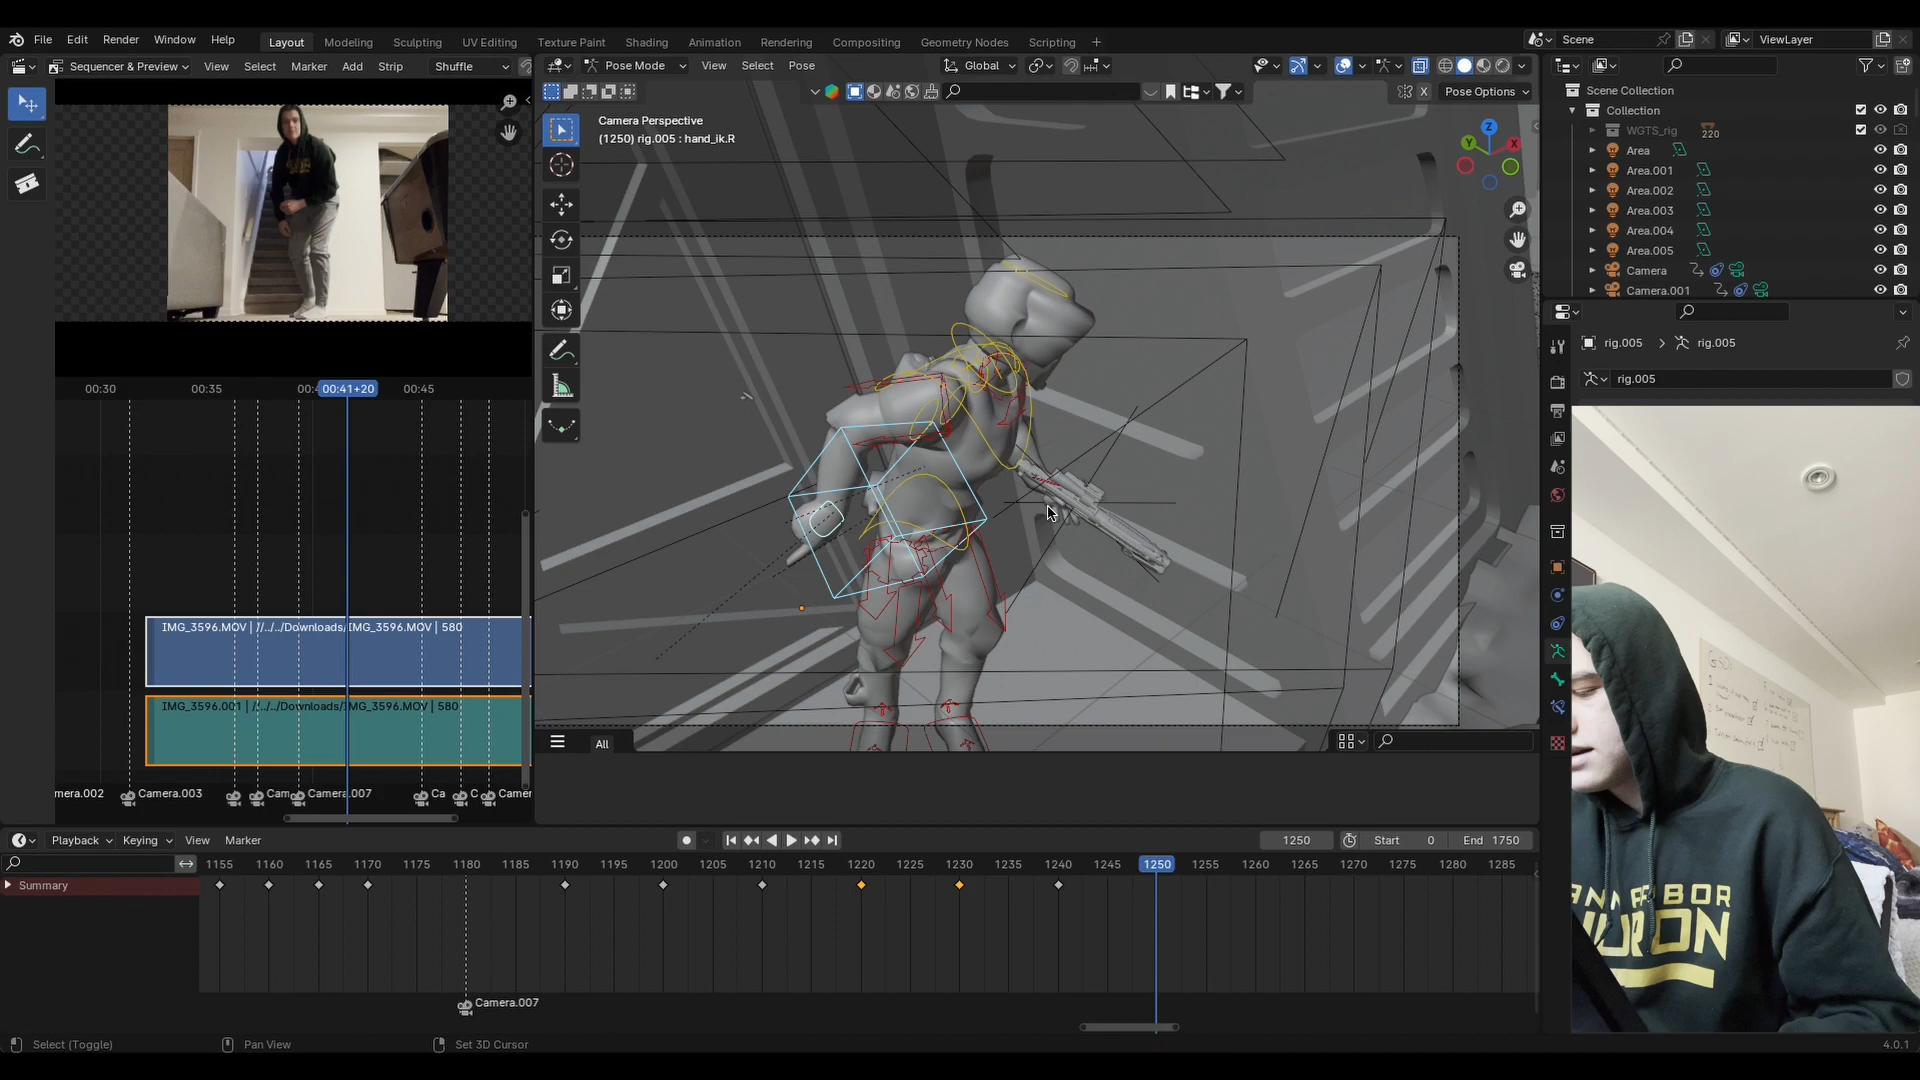 File Edit Render Window Help
Layout Modeling Sculpting UV Editing Texture Paint Shading Animation Rendering Compositing Geometry Nodes Scripting +
Scene
ViewLayer
Sequencer & Preview View Select Marker Add Strip Shuffle
Pose Mode View Select Pose
Global
X Pose Options
Camera Perspective
(1250) rig.005 : hand_ik.R
Z
Y
X
Scene Collection
Collection
WGTS_rig 220
Area
Area.001
Area.002
Area.003
Area.004
Area.005
Camera
Camera.001
rig.005 > rig.005
rig.005
00:30 00:35 00:41+20 00:45
IMG_3596.MOV | //../../Downloads/IMG_3596.MOV | 580
IMG_3596.001 | //../../Downloads/IMG_3596.MOV | 580
mera.002 Camera.003 Cam Camera.007 Ca C Camer
All
Playback Keying View Marker
1250 Start 0 End 1750
1155 1160 1165 1170 1175 1180 1185 1190 1195 1200 1205 1210 1215 1220 1225 1230 1235 1240 1245 1250 1255 1260 1265 1270 1275 1280 1285
Summary
Camera.007
Select (Toggle) Pan View Set 3D Cursor
4.0.1